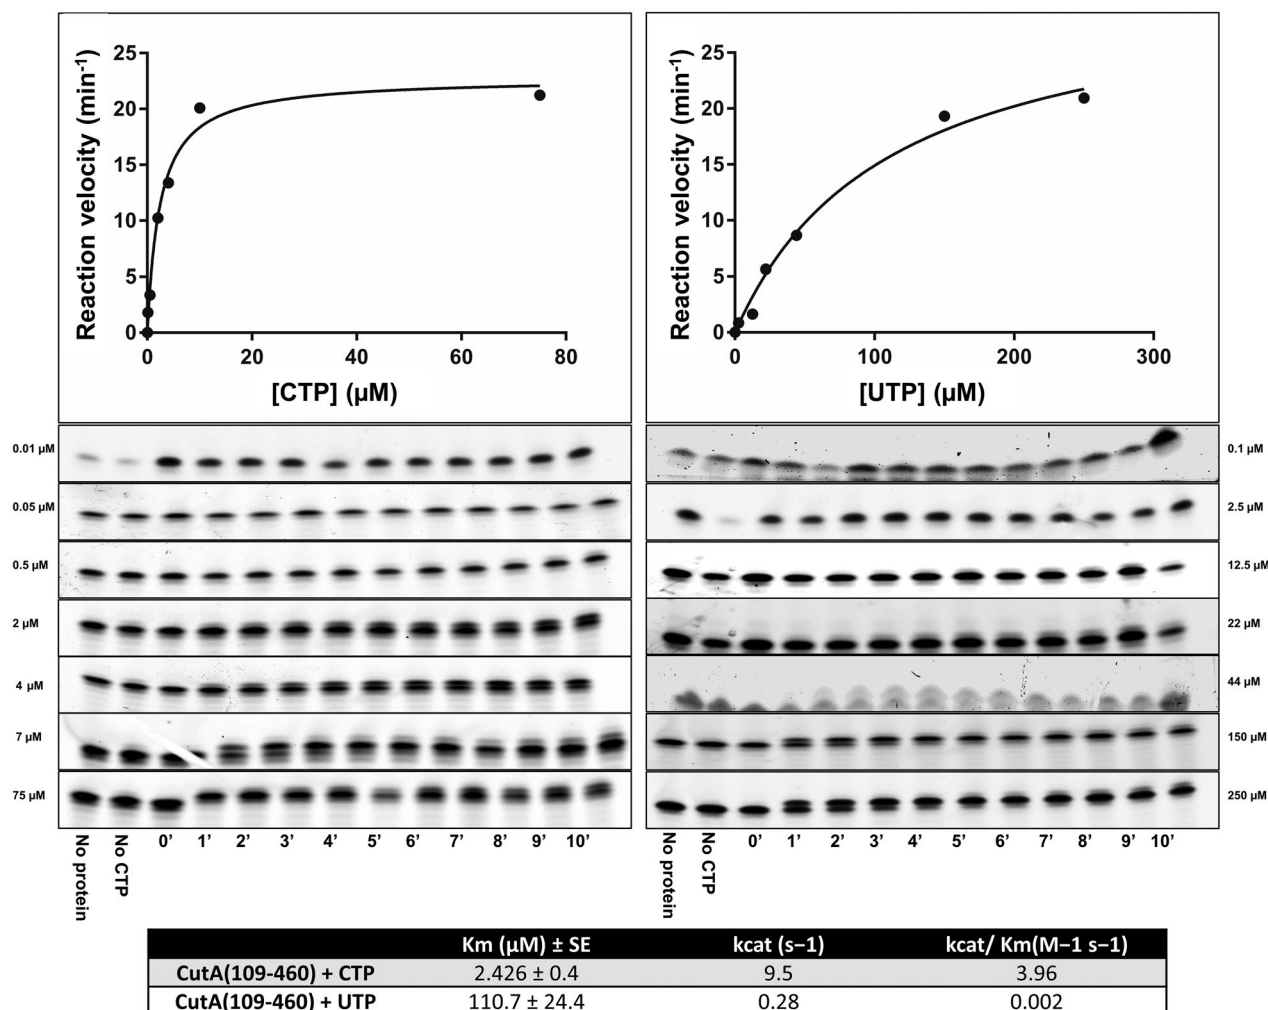 Reaction velocity (min-1)
25
20
15
10
5
0
0 20 40 60 80
[CTP] (µM)
Reaction velocity (min-1)
25
20
15
10
5
0
0 100 200 300
[UTP] (µM)
0.01 µM
0.05 µM
0.5 µM
2 µM
4 µM
7 µM
75 µM
0.1 µM
2.5 µM
12.5 µM
22 µM
44 µM
150 µM
250 µM
No protein No CTP 0’ 1’ 2’ 3’ 4’ 5’ 6’ 7’ 8’ 9’ 10’
No protein No CTP 0’ 1’ 2’ 3’ 4’ 5’ 6’ 7’ 8’ 9’ 10’
Km (µM) ± SE kcat (s−1) kcat/ Km(M−1 s−1)
CutA(109-460) + CTP 2.426 ± 0.4 9.5 3.96
CutA(109-460) + UTP 110.7 ± 24.4 0.28 0.002